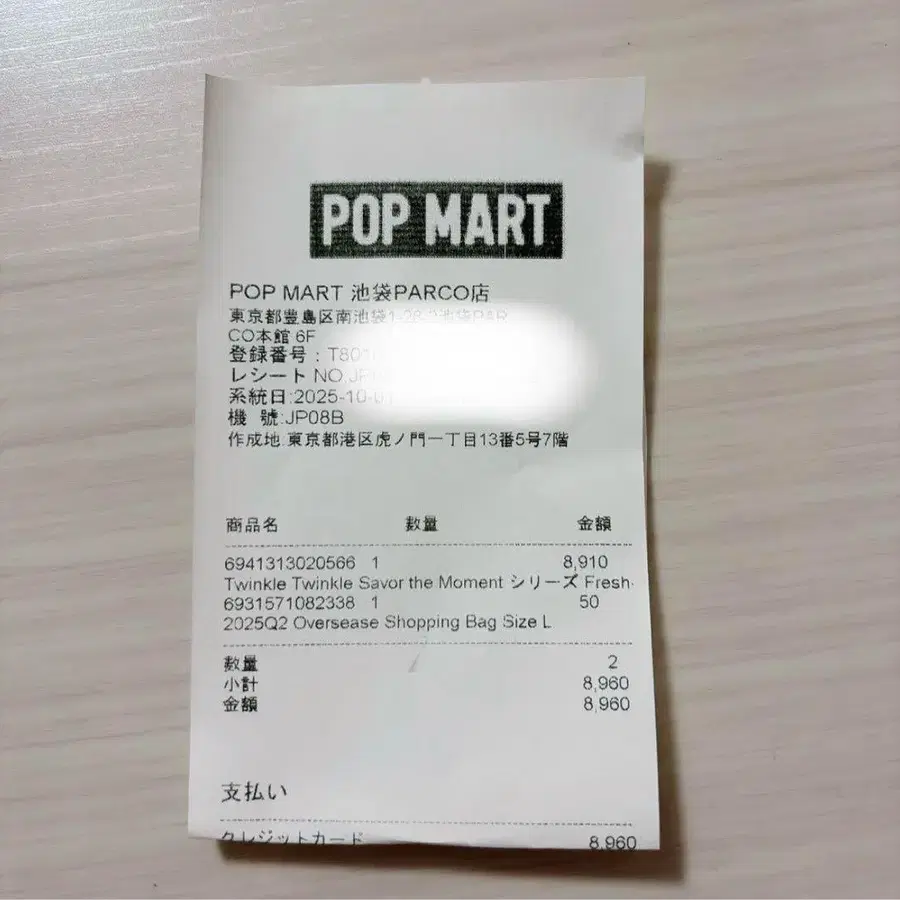 POP MART
POP MART 池袋PARCO店
東京都豊島区南池袋1-28-2池袋PAR
CO本館 6F
登録番号：T801
レシート NO.JP
系統日:2025-10-01
機 號:JP08B
作成地:東京都港区虎ノ門一丁目13番5号7階
商品名 数量 金額
6941313020566 1 8,910
Twinkle Twinkle Savor the Moment シリーズ Fresh-
6931571082338 1 50
2025Q2 Oversease Shopping Bag Size L
数量 2
小計 8,960
金額 8,960
支払い
クレジットカード 8,960